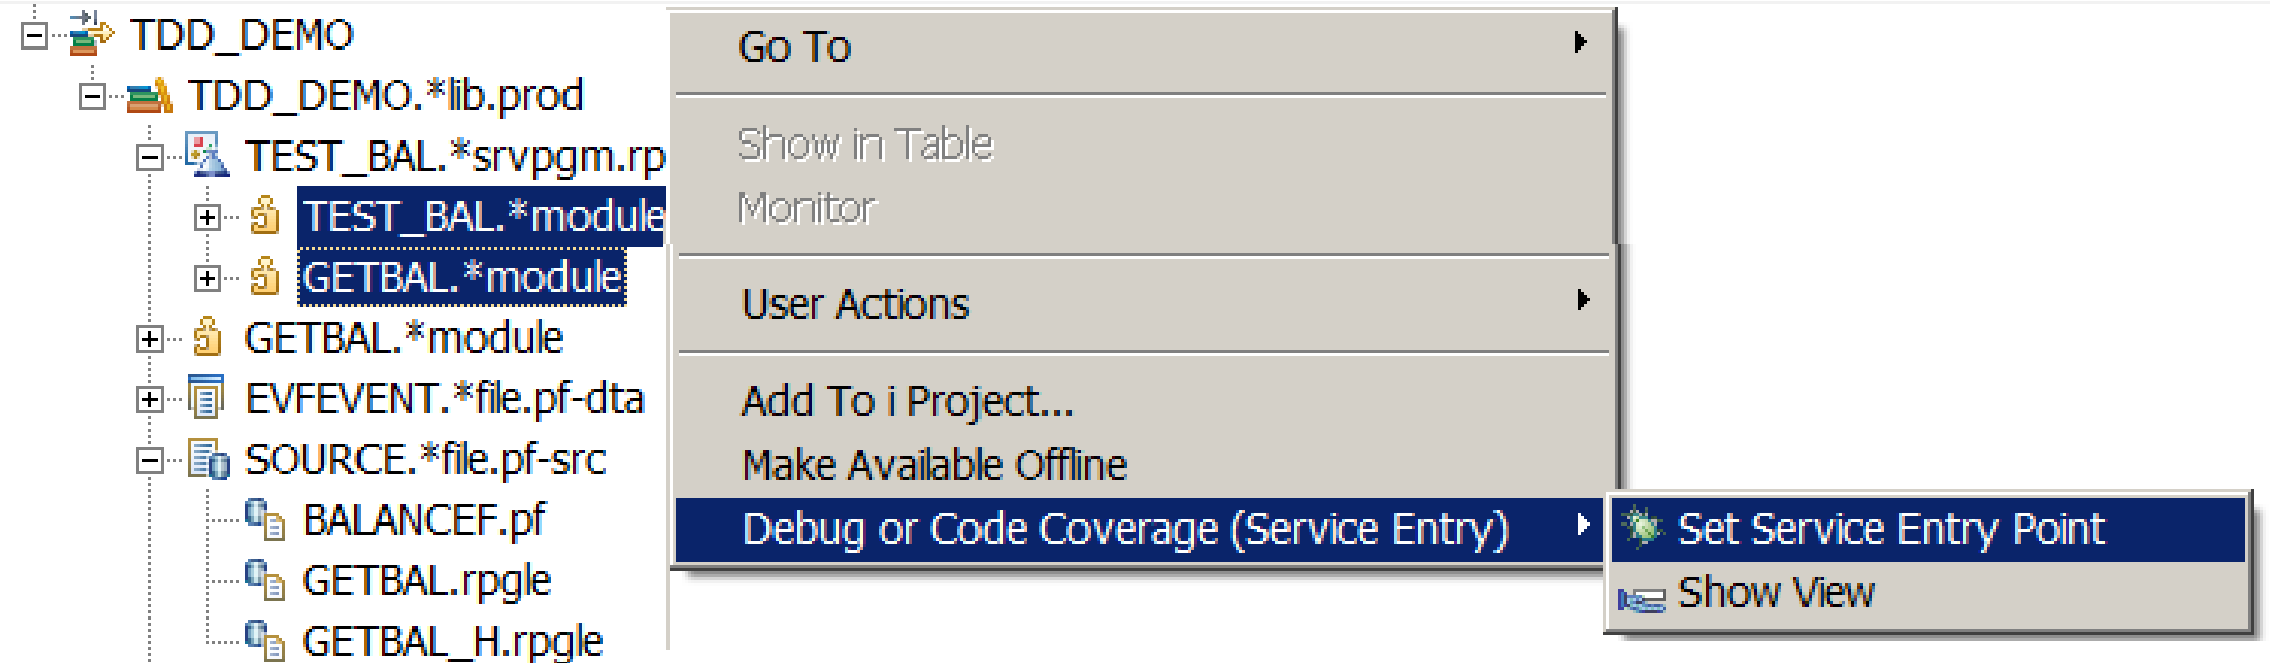 TDD_DEMO
TDD_DEMO.*lib.prod
TEST_BAL.*srvpgm.rp
TEST_BAL.*module
GETBAL.*module
GETBAL.*module
EVFEVENT.*file.pf-dta
SOURCE.*file.pf-src
BALANCEF.pf
GETBAL.rpgle
GETBAL_H.rpgle
Go To
Show in Table
Monitor
User Actions
Add To i Project...
Make Available Offline
Debug or Code Coverage (Service Entry)
Set Service Entry Point
Show View